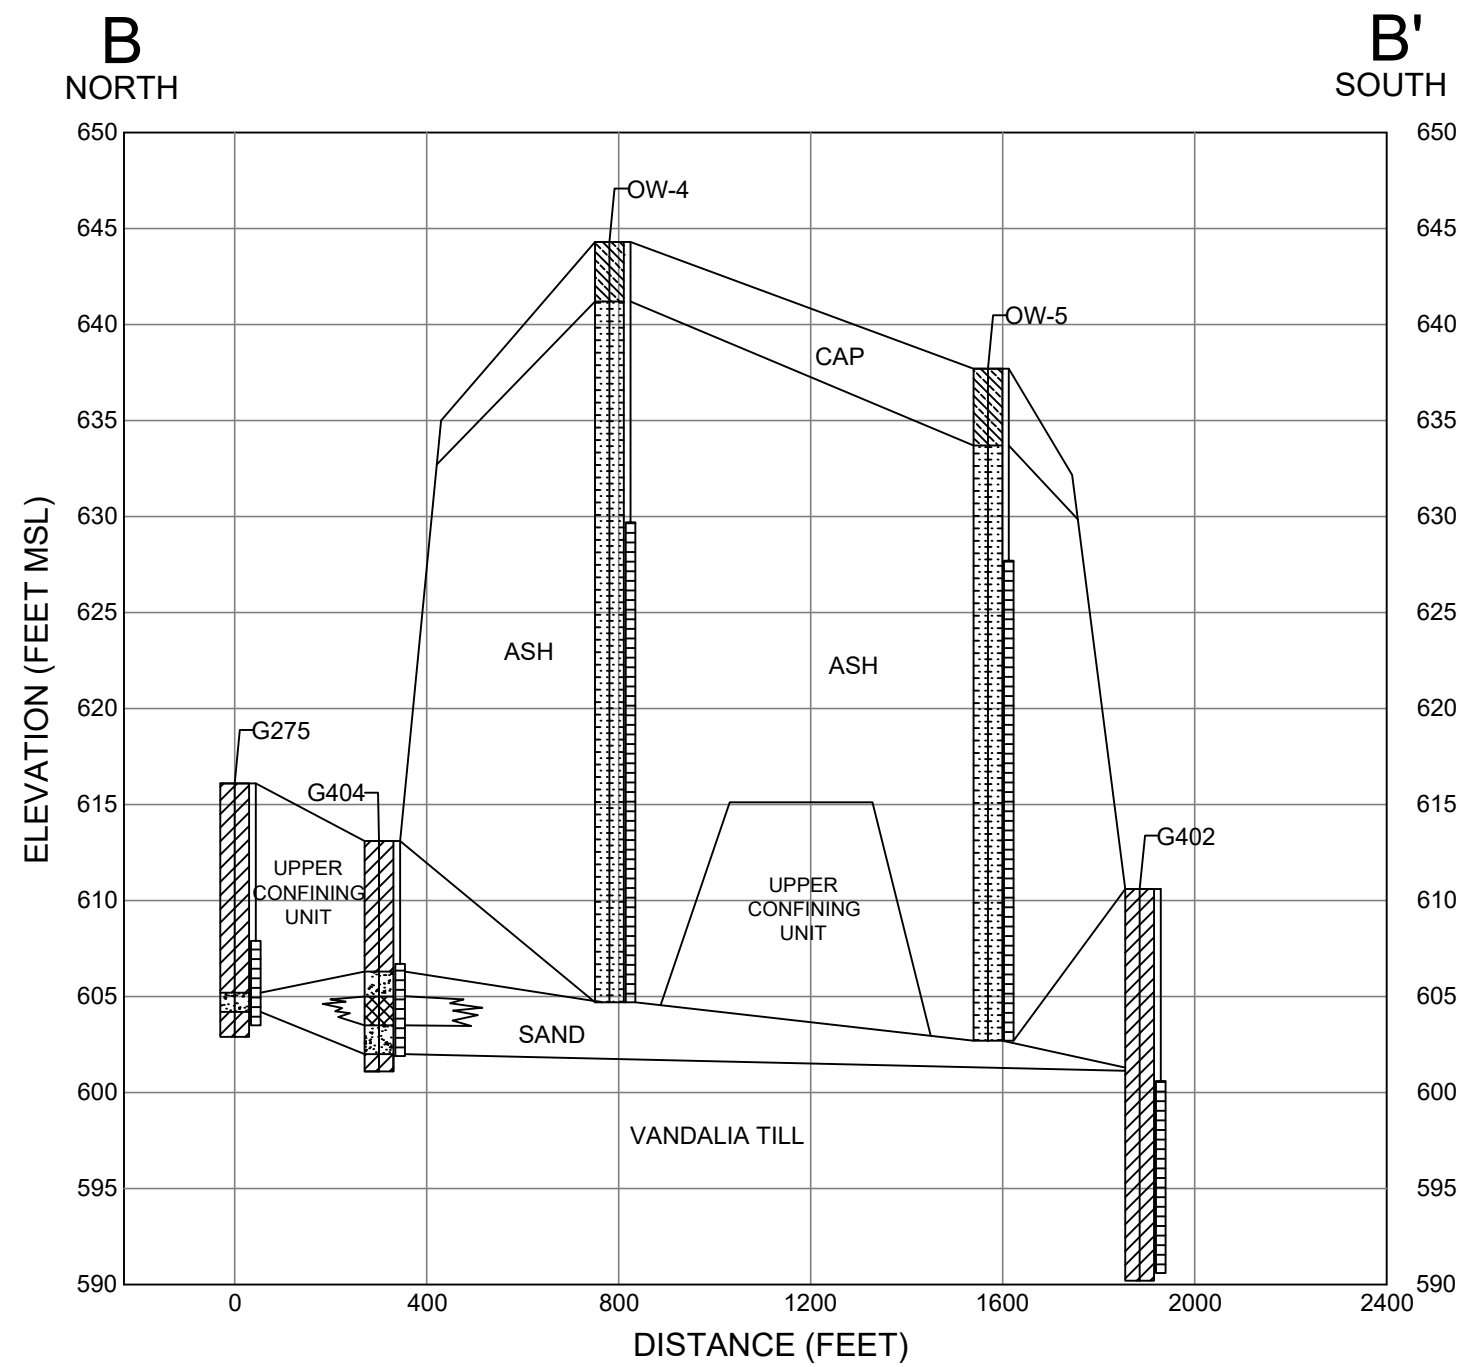 B
NORTH
B'
SOUTH
650
650
OW-4
645
645
OW-5
640
640
CAP
635
635
630
630
625
625
ASH
ASH
620
620
G275
G404
615
615
G402
UPPER
CONFINING
UNIT
UPPER
CONFINING
UNIT
610
610
605
605
SAND
600
600
VANDALIA TILL
595
595
590
590
ELEVATION (FEET MSL)
0
400
800
1200
1600
2000
2400
DISTANCE (FEET)